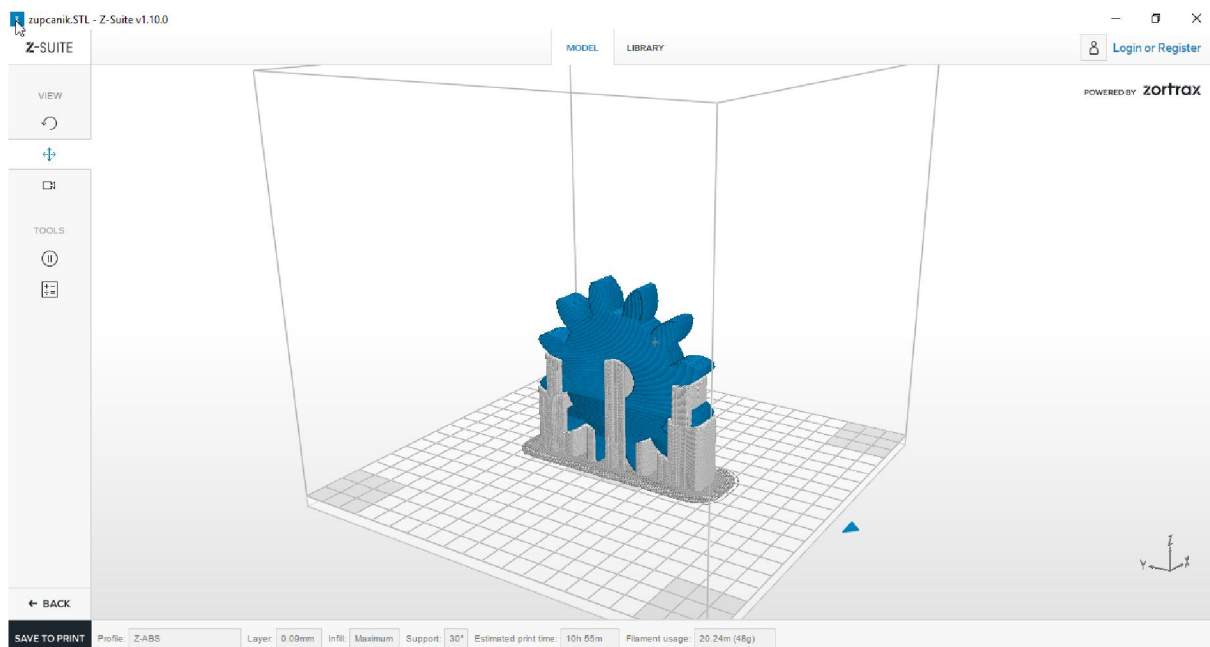 zupcanik.STL - Z-Suite v1.10.0
Z-SUITE
MODEL LIBRARY
Login or Register
POWERED BY zortrax
VIEW
TOOLS
Z
Y X
← BACK
SAVE TO PRINT Profile: Z-ABS Layer: 0.09mm Infill: Maximum Support: 30° Estimated print time: 10h 55m Filament usage: 20.24m (48g)